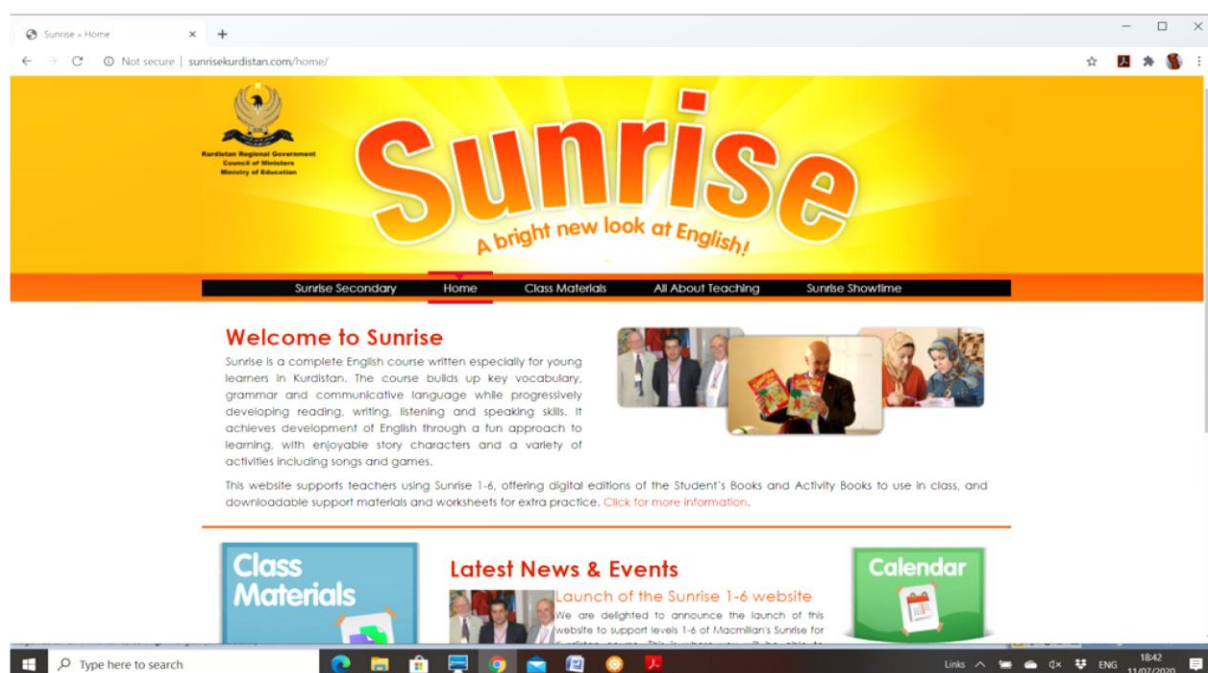 Sunrise » Home
Not secure | sunrisekurdistan.com/home/
Kurdistan Regional Government
Council of Ministers
Ministry of Education
Sunrise
A bright new look at English!
Sunrise Secondary Home Class Materials All About Teaching Sunrise Showtime
Welcome to Sunrise
Sunrise is a complete English course written especially for young
learners in Kurdistan. The course builds up key vocabulary,
grammar and communicative language while progressively
developing reading, writing, listening and speaking skills. It
achieves development of English through a fun approach to
learning, with enjoyable story characters and a variety of
activities including songs and games.
This website supports teachers using Sunrise 1-6, offering digital editions of the Student's Books and Activity Books to use in class, and
downloadable support materials and worksheets for extra practice. Click for more information.
Class
Materials
Latest News & Events
Launch of the Sunrise 1-6 website
We are delighted to announce the launch of this
website to support levels 1-6 of Macmillan's Sunrise for
Calendar
Type here to search
Links ENG 18:42
11/07/2020